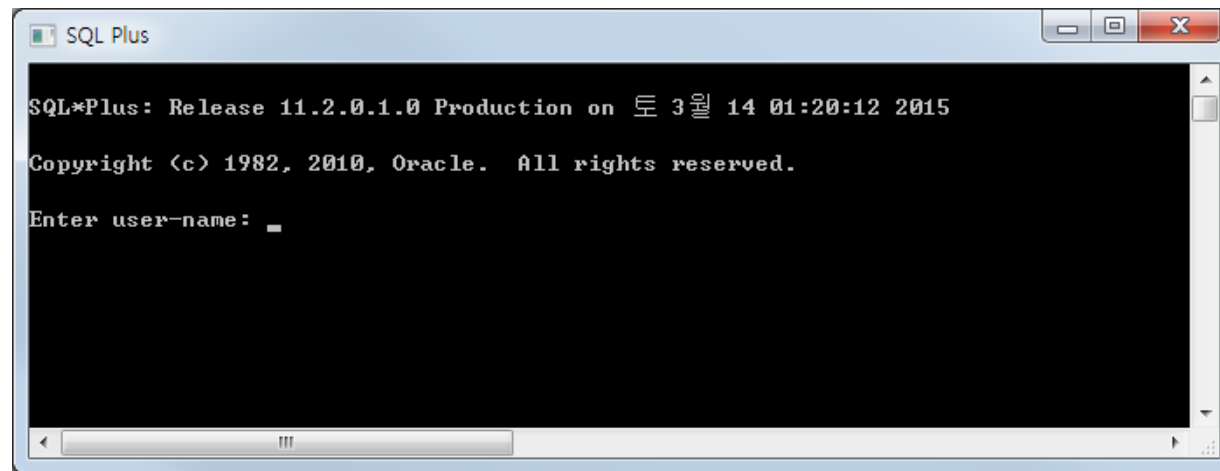 SQL Plus
SQL*Plus: Release 11.2.0.1.0 Production on 토 3월 14 01:20:12 2015
Copyright (c) 1982, 2010, Oracle.  All rights reserved.
Enter user-name: _